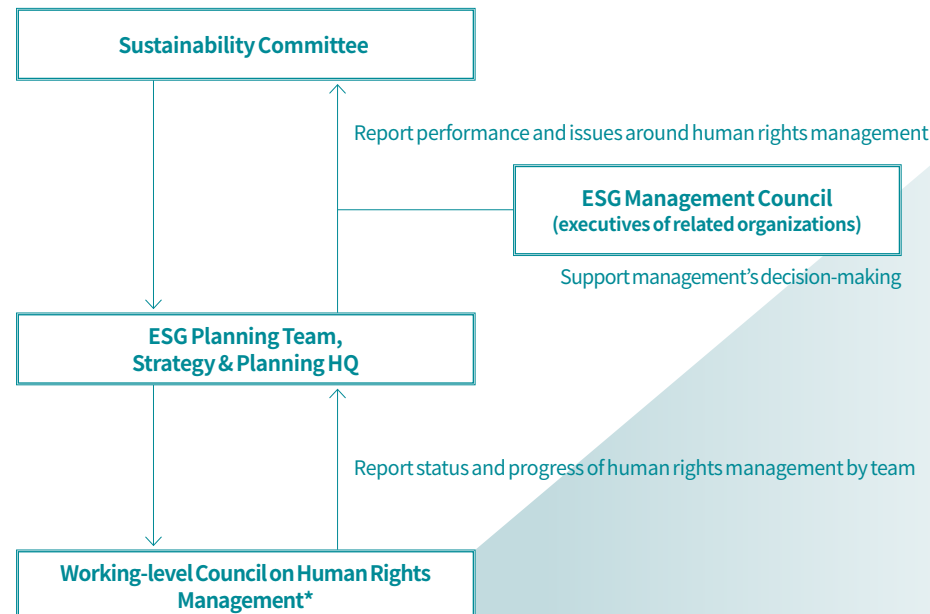 Sustainability Committee
Report performance and issues around human rights management
ESG Management Council
(executives of related organizations)
Support management's decision-making
ESG Planning Team,
Strategy & Planning HQ
Report status and progress of human rights management by team
Working-level Council on Human Rights
Management*